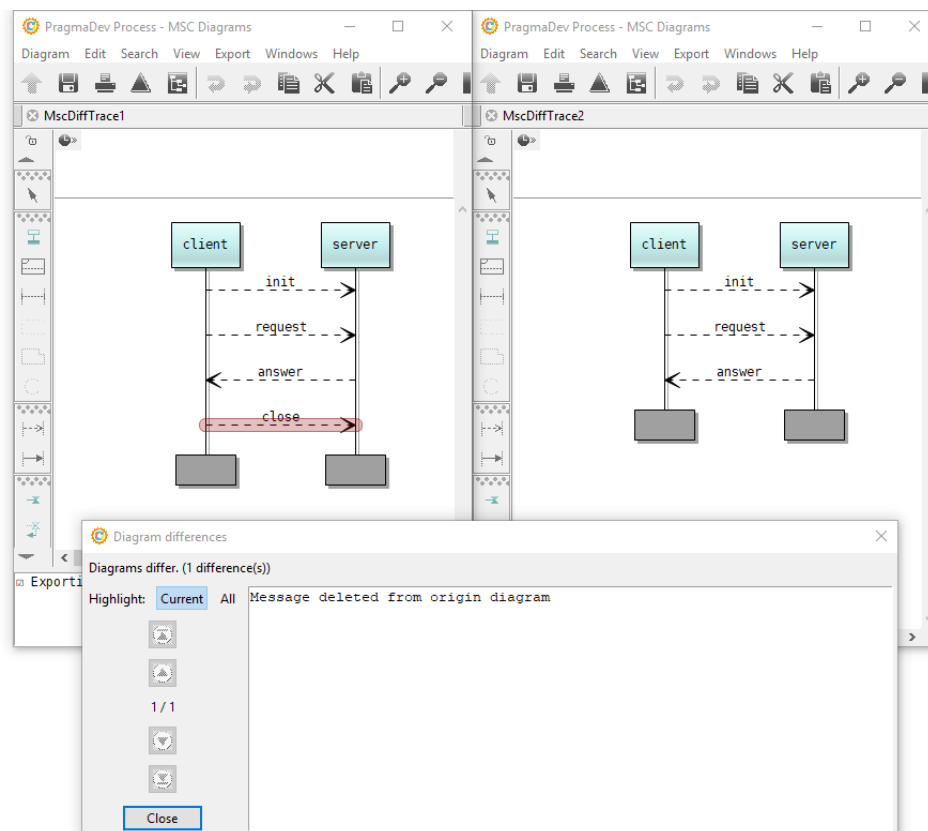 PragmaDev Process - MSC Diagrams
Diagram Edit Search View Export Windows Help
MscDiffTrace1
client server
init
request
answer
close
PragmaDev Process - MSC Diagrams
Diagram Edit Search View Export Windows Help
MscDiffTrace2
client server
init
request
answer
Exporti
Diagram differences
Diagrams differ. (1 difference(s))
Highlight: Current All
Message deleted from origin diagram
1 / 1
Close